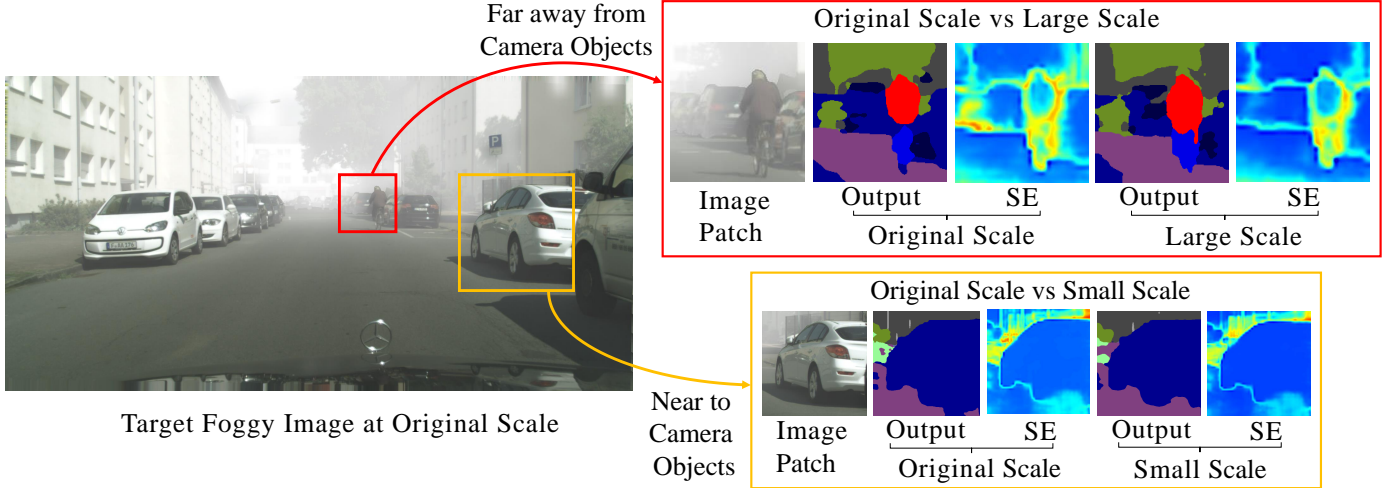 Far away from
Camera Objects
Original Scale vs Large Scale
P
Image
Patch
Output
SE
Output
SE
Original Scale
Large Scale
Target Foggy Image at Original Scale
Near to
Camera
Objects
Original Scale vs Small Scale
Image
Patch
Output
SE
Output
SE
Original Scale
Small Scale